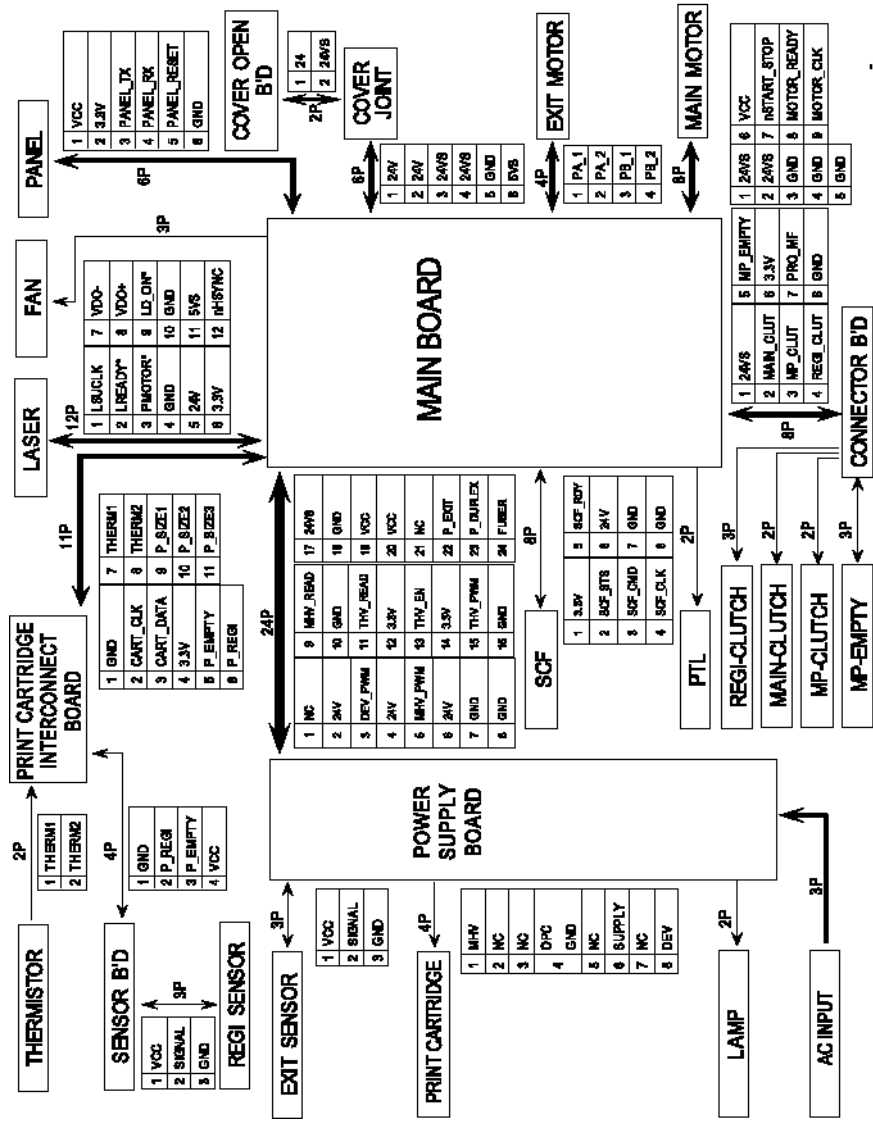 THERMISTOR
2P
1 THERM1
2 THERM2
PRINT CARTRIDGE
INTERCONNECT
BOARD
11P
1 GND
2 CART_CLK
3 CART_DATA
4 3.3V
5 P_EMPTY
6 P_REGI
7 THERM1
8 THERM2
9 P_SIZE1
10 P_SIZE2
11 P_SIZE3
LASER
12P
1 LSUCLK
2 LREADY*
3 PMOTOR*
4 GND
5 24V
6 3.3V
7 VDO-
8 VDO+
9 LD_ON*
10 GND
11 5VS
12 nHSYNC
FAN
3P
PANEL
6P
1 VCC
2 3.3V
3 PANEL_TX
4 PANEL_RX
5 PANEL_RESET
6 GND
SENSOR B'D
4P
1 GND
2 P_REGI
3 P_EMPTY
4 VCC
3P
1 VCC
2 SIGNAL
3 GND
REGI SENSOR
COVER OPEN
B'D
2P
1 24
2 24VS
COVER
JOINT
6P
1 24V
2 24V
3 24VS
4 24VS
5 GND
6 5VS
EXIT SENSOR
3P
1 VCC
2 SIGNAL
3 GND
POWER
SUPPLY
BOARD
24P
1 NC
2 24V
3 DEV_PWM
4 24V
5 MHV_PWM
6 24V
7 GND
8 GND
9 MHV_READ
10 GND
11 THV_READ
12 3.3V
13 THV_EN
14 3.3V
15 THV_PWM
16 GND
17 24VS
18 GND
19 VCC
20 VCC
21 NC
22 P_EXIT
23 P_DUPLEX
24 FUSER
MAIN BOARD
EXIT MOTOR
4P
1 PA_1
2 PA_2
3 PB_1
4 PB_2
PRINT CARTRIDGE
4P
1 MHV
2 NC
3 NC
4 OPC GND
5 NC
6 SUPPLY
7 NC
8 DEV
SCF
8P
1 3.3V
2 SCF_STS
3 SCF_CMD
4 SCF_CLK
5 SCF_RDY
6 24V
7 GND
8 GND
MAIN MOTOR
8P
1 24VS
2 24VS
3 GND
4 GND
5 GND
6 VCC
7 nSTART_STOP
8 MOTOR_READY
9 MOTOR_CLK
LAMP
2P
PTL
2P
AC INPUT
3P
REGI-CLUTCH
3P
MAIN-CLUTCH
2P
MP-CLUTCH
2P
MP-EMPTY
3P
CONNECTOR B'D
8P
1 24VS
2 MAIN_CLUT
3 MP_CLUT
4 REGI_CLUT
5 MP_EMPTY
6 3.3V
7 PRO_MF
8 GND